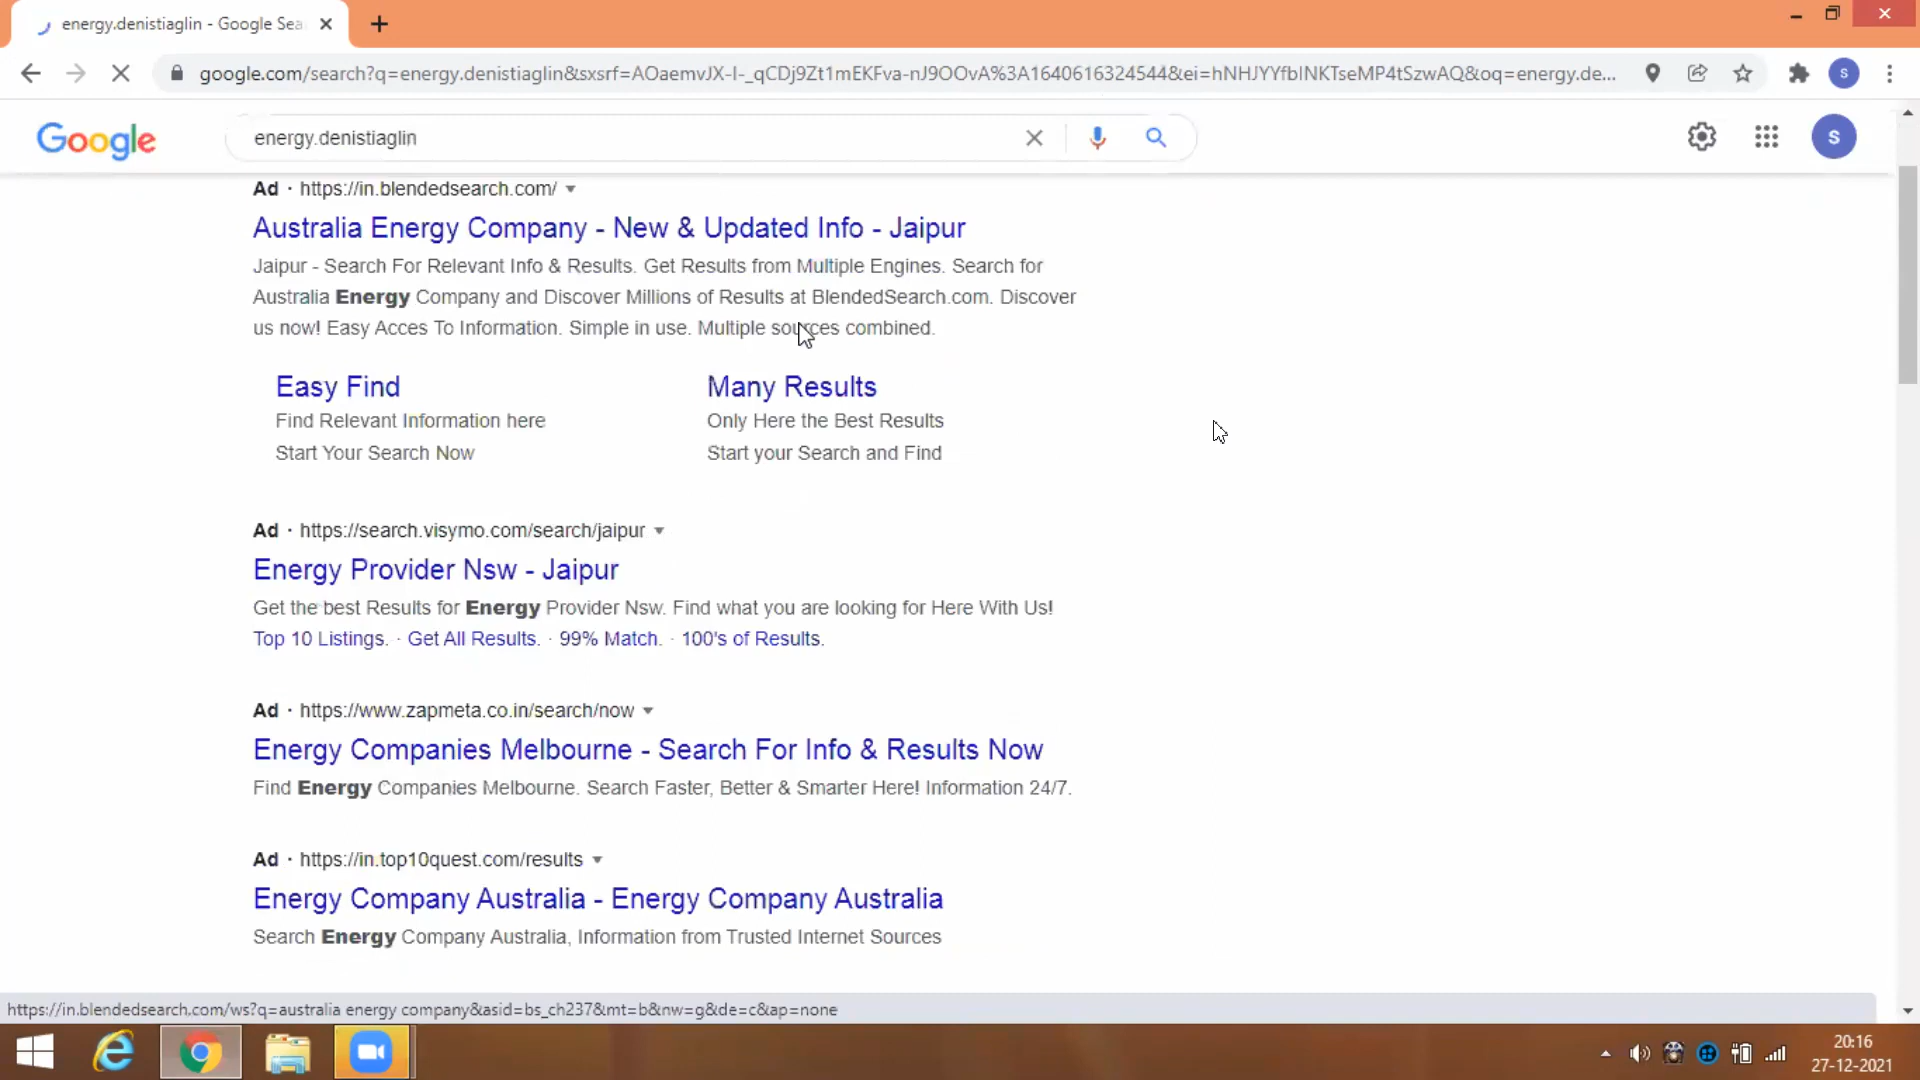 energy.denistiaglin - Google Sea
google.com/search?q=energy.denistiaglin&sxsrf=AOaemvJX-I-_qCDj9Zt1mEKFva-nJ9OOvA%3A1640616324544&ei=hNHJYYfbINKTseMP4tSzwAQ&oq=energy.de...
S
Google
energy.denistiaglin
S
Ad · https://in.blendedsearch.com/
Australia Energy Company - New & Updated Info - Jaipur
Jaipur - Search For Relevant Info & Results. Get Results from Multiple Engines. Search for
Australia Energy Company and Discover Millions of Results at BlendedSearch.com. Discover
us now! Easy Acces To Information. Simple in use. Multiple sources combined.
Easy Find
Find Relevant Information here
Start Your Search Now
Many Results
Only Here the Best Results
Start your Search and Find
Ad · https://search.visymo.com/search/jaipur
Energy Provider Nsw - Jaipur
Get the best Results for Energy Provider Nsw. Find what you are looking for Here With Us!
Top 10 Listings. · Get All Results. · 99% Match. · 100's of Results.
Ad · https://www.zapmeta.co.in/search/now
Energy Companies Melbourne - Search For Info & Results Now
Find Energy Companies Melbourne. Search Faster, Better & Smarter Here! Information 24/7.
Ad · https://in.top10quest.com/results
Energy Company Australia - Energy Company Australia
Search Energy Company Australia, Information from Trusted Internet Sources
https://in.blendedsearch.com/ws?q=australia energy company&asid=bs_ch237&mt=b&nw=g&de=c&ap=none
20:16
27-12-2021